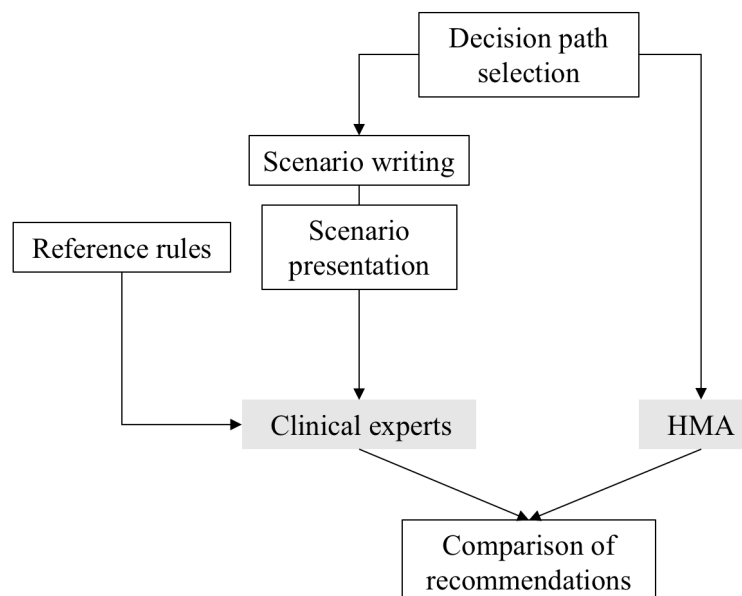 Decision path
selection
Scenario writing
Reference rules
Scenario
presentation
Clinical experts
HMA
Comparison of
recommendations